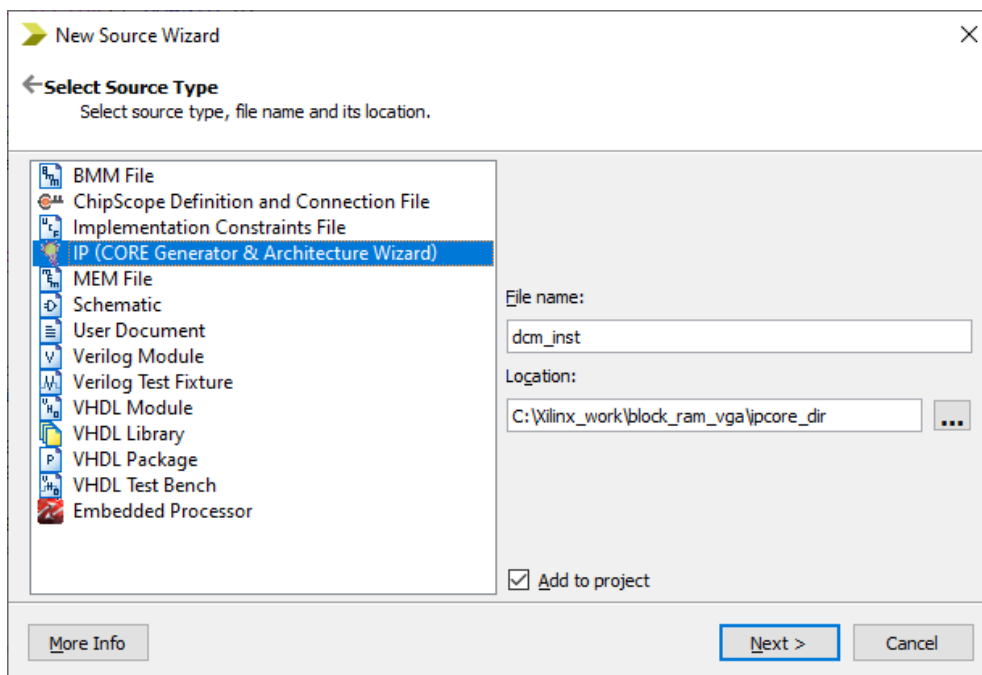 New Source Wizard
Select Source Type
Select source type, file name and its location.
BMM File
ChipScope Definition and Connection File
Implementation Constraints File
IP (CORE Generator & Architecture Wizard)
MEM File
Schematic
User Document
Verilog Module
Verilog Test Fixture
VHDL Module
VHDL Library
VHDL Package
VHDL Test Bench
Embedded Processor
File name:
dcm_inst
Location:
C:\Xilinx_work\block_ram_vga\ipcore_dir
...
Add to project
More Info
Next >
Cancel